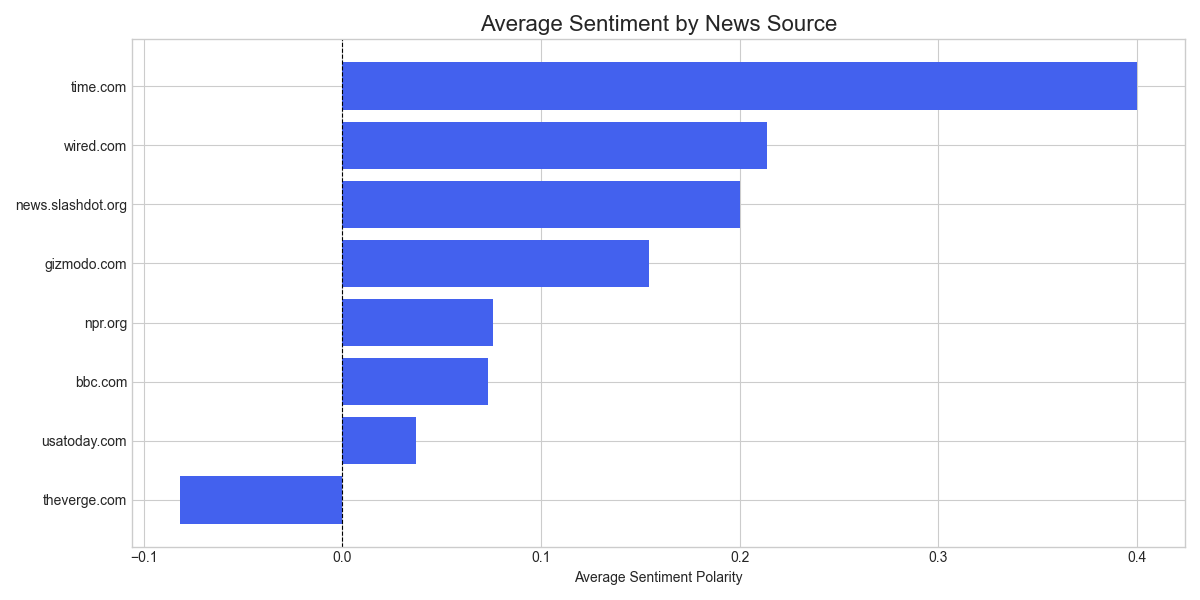 Average Sentiment by News Source
time.com
wired.com
news.slashdot.org
gizmodo.com
npr.org
bbc.com
usatoday.com
theverge.com
−0.1 0.0 0.1 0.2 0.3 0.4
Average Sentiment Polarity